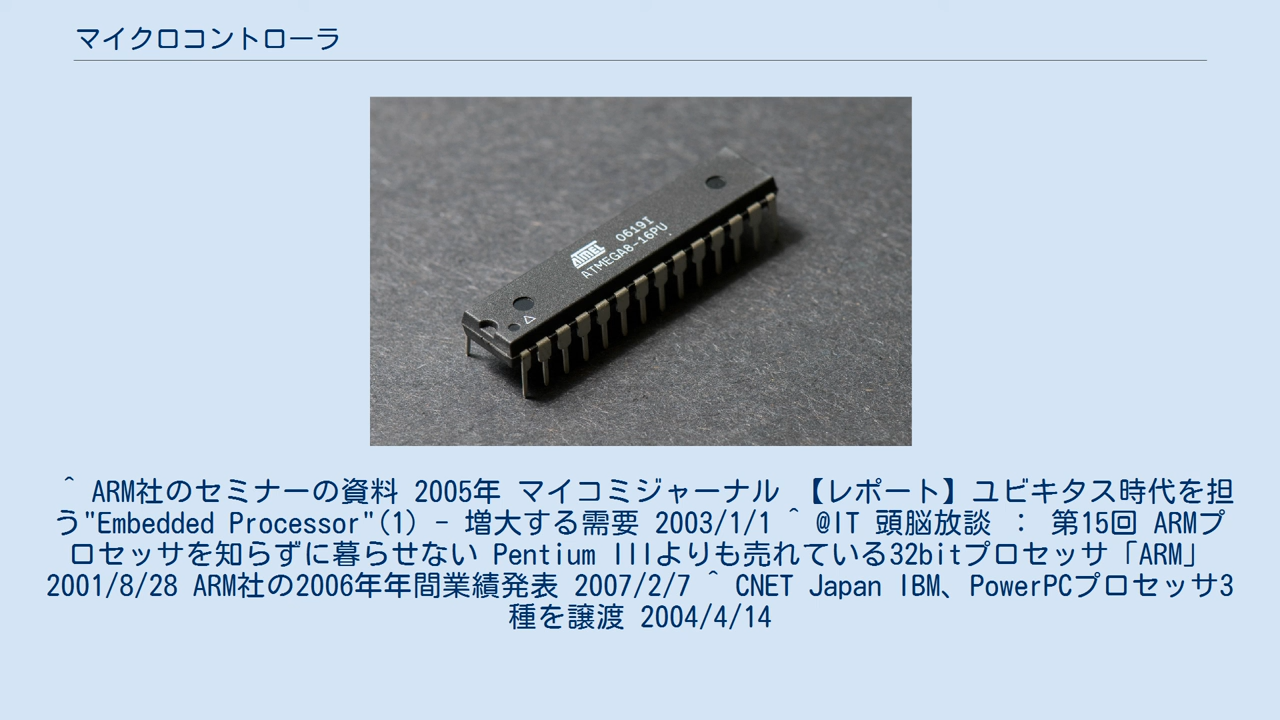 マイクロコントローラ
ATMEL 0619I
ATMEGA8-16PU
^ ARM社のセミナーの資料 2005年 マイコミジャーナル 【レポート】ユビキタス時代を担
う"Embedded Processor"(1) - 増大する需要 2003/1/1 ^ @IT 頭脳放談 : 第15回 ARMプ
ロセッサを知らずに暮らせない Pentium IIIよりも売れている32bitプロセッサ「ARM」
2001/8/28 ARM社の2006年年間業績発表 2007/2/7 ^ CNET Japan IBM、PowerPCプロセッサ3
種を譲渡 2004/4/14